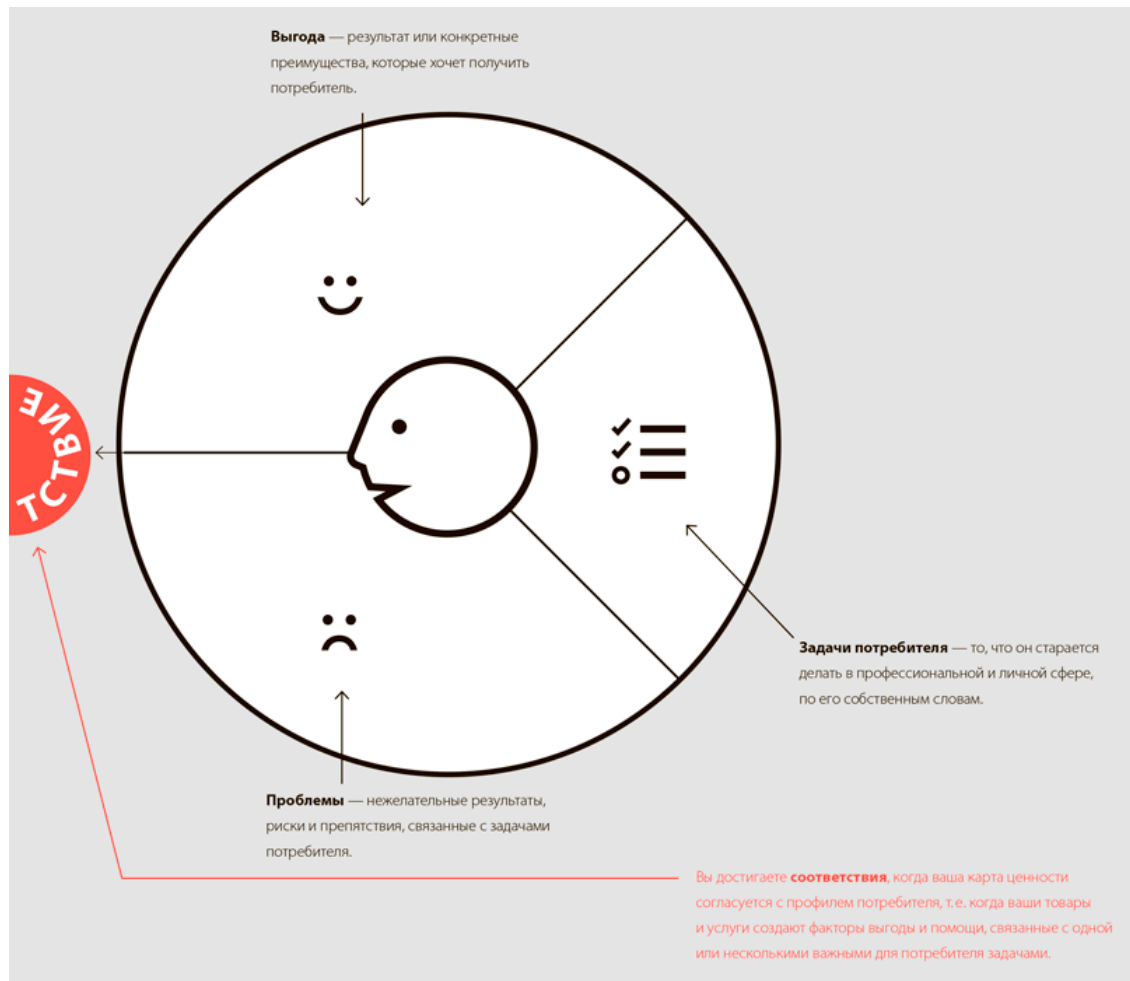 Выгода — результат или конкретные
преимущества, которые хочет получить
потребитель.
ТСТВИЕ
Задачи потребителя — то, что он старается
делать в профессиональной и личной сфере,
по его собственным словам.
Проблемы — нежелательные результаты,
риски и препятствия, связанные с задачами
потребителя.
Вы достигаете соответствия, когда ваша карта ценности
согласуется с профилем потребителя, т.е. когда ваши товары
и услуги создают факторы выгоды и помощи, связанные с одной
или несколькими важными для потребителя задачами.